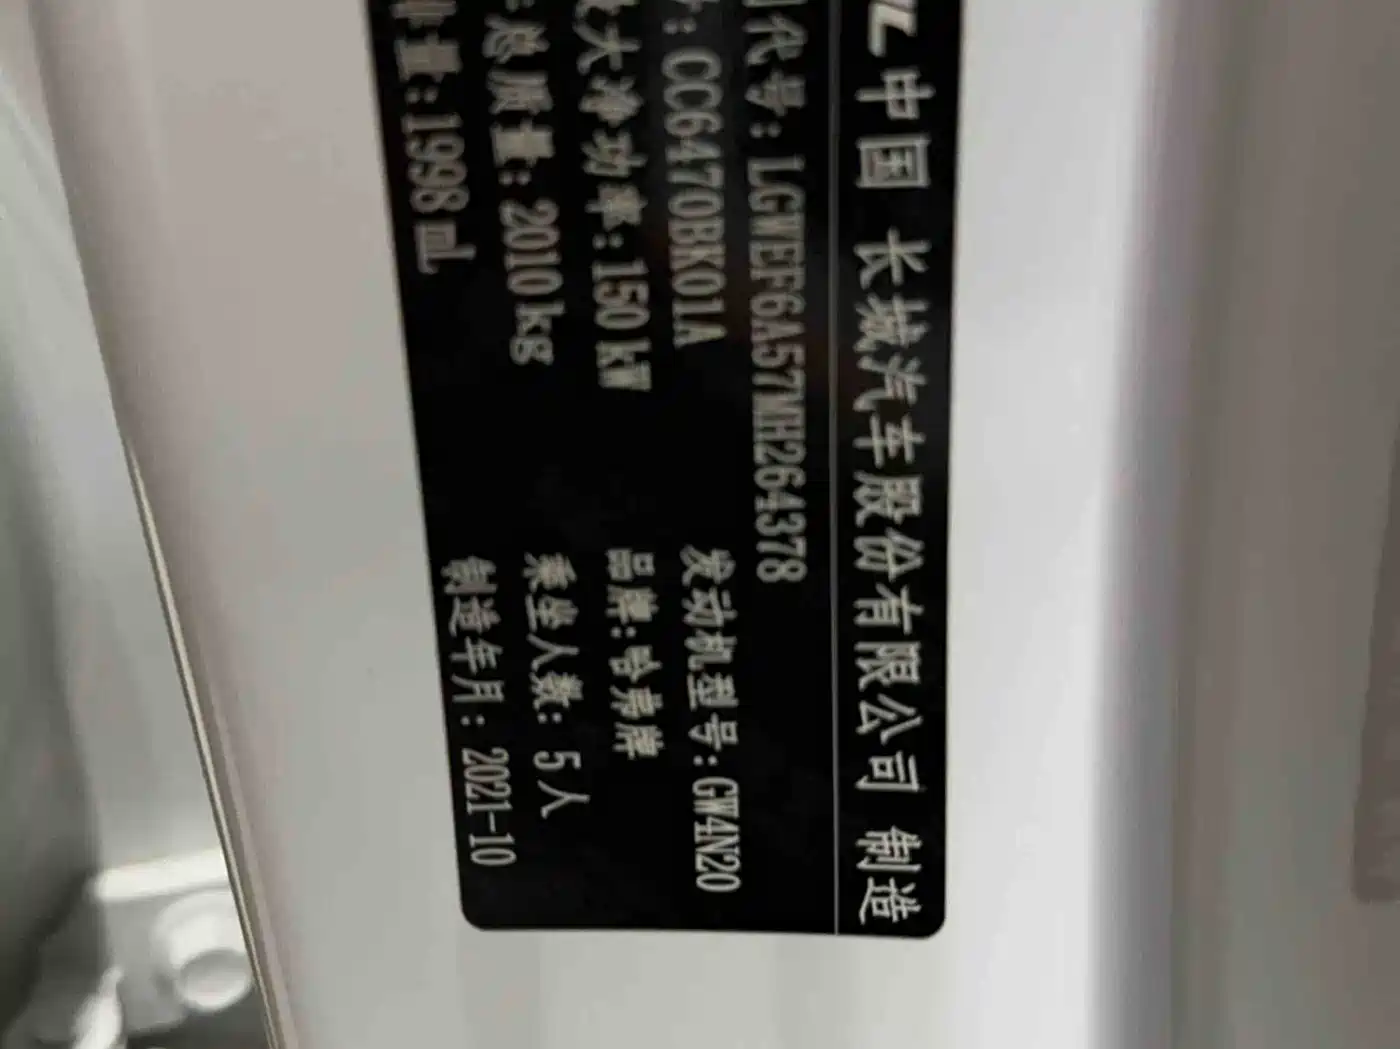 中国 长城汽车股份有限公司 制造
代号:LGWEF6A57MH264378
:CC6470BK01A 发动机型号:GW4N20
大净功率:150 kW 品牌:哈弗牌
总质量:2010 kg 乘坐人数:5人
量:1998 mL 制造年月:2021-10